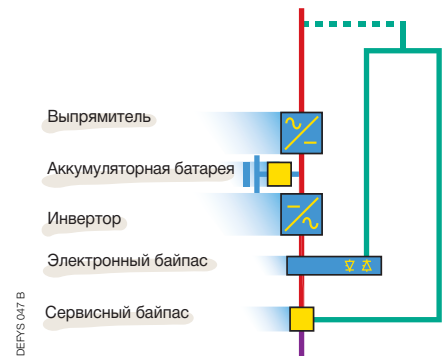 Выпрямитель
Аккумуляторная батарея
Инвертор
Электронный байпас
Сервисный байпас
DEFYS 047 B